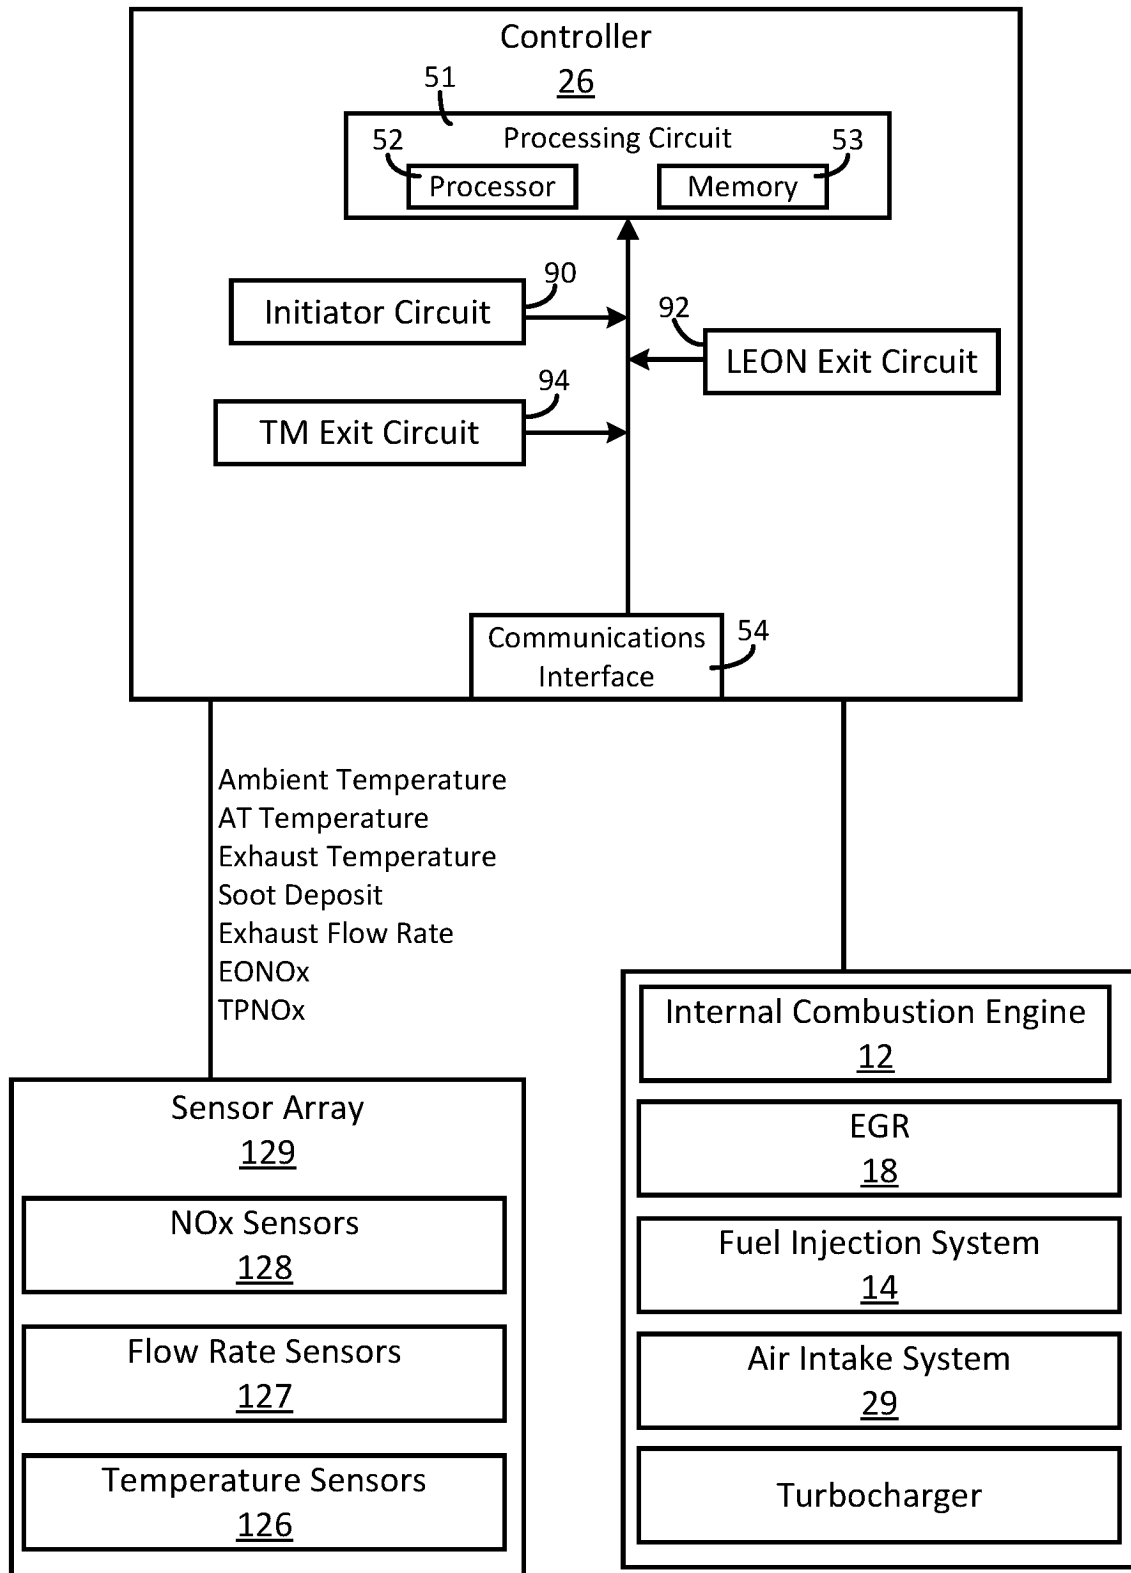 Controller
26
51
Processing Circuit
52
53
Processor
Memory
90
Initiator Circuit
92
LEON Exit Circuit
94
TM Exit Circuit
Communications
Interface
54
Ambient Temperature
AT Temperature
Exhaust Temperature
Soot Deposit
Exhaust Flow Rate
EONOx
TPNOx
Sensor Array
129
NOx Sensors
128
Flow Rate Sensors
127
Temperature Sensors
126
Internal Combustion Engine
12
EGR
18
Fuel Injection System
14
Air Intake System
29
Turbocharger